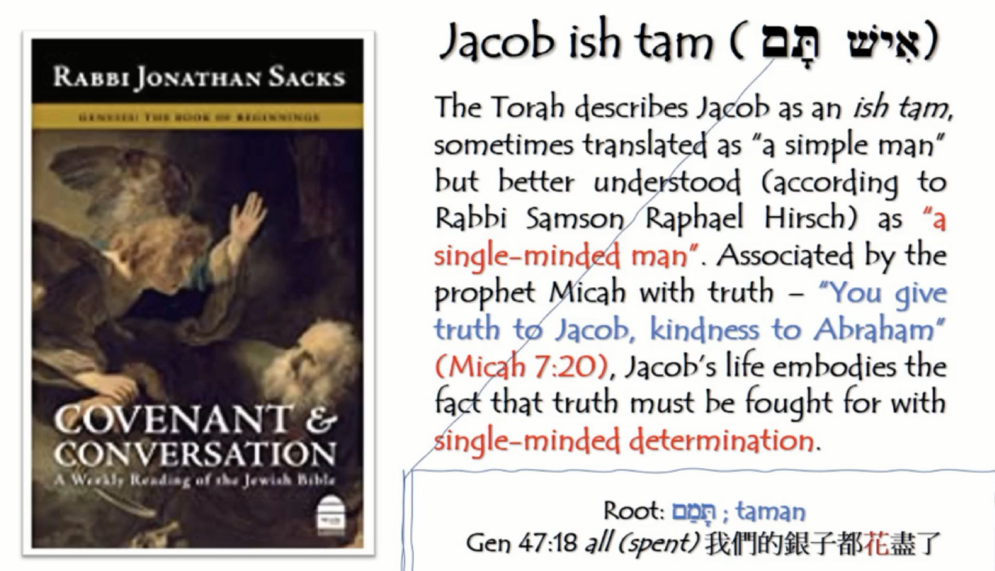 RABBI JONATHAN SACKS
GENESIS: THE BOOK OF BEGINNINGS
COVENANT &
CONVERSATION
A Weekly Reading of the Jewish Bible
Jacob ish tam ( אִישׁ תָּם)
The Torah describes Jacob as an ish tam,
sometimes translated as “a simple man”
but better understood (according to
Rabbi Samson Raphael Hirsch) as “a
single-minded man”. Associated by the
prophet Micah with truth – “You give
truth to Jacob, kindness to Abraham”
(Micah 7:20), Jacob’s life embodies the
fact that truth must be fought for with
single-minded determination.
Root: תָּמַם ; taman
Gen 47:18 all (spent) 我們的銀子都花盡了